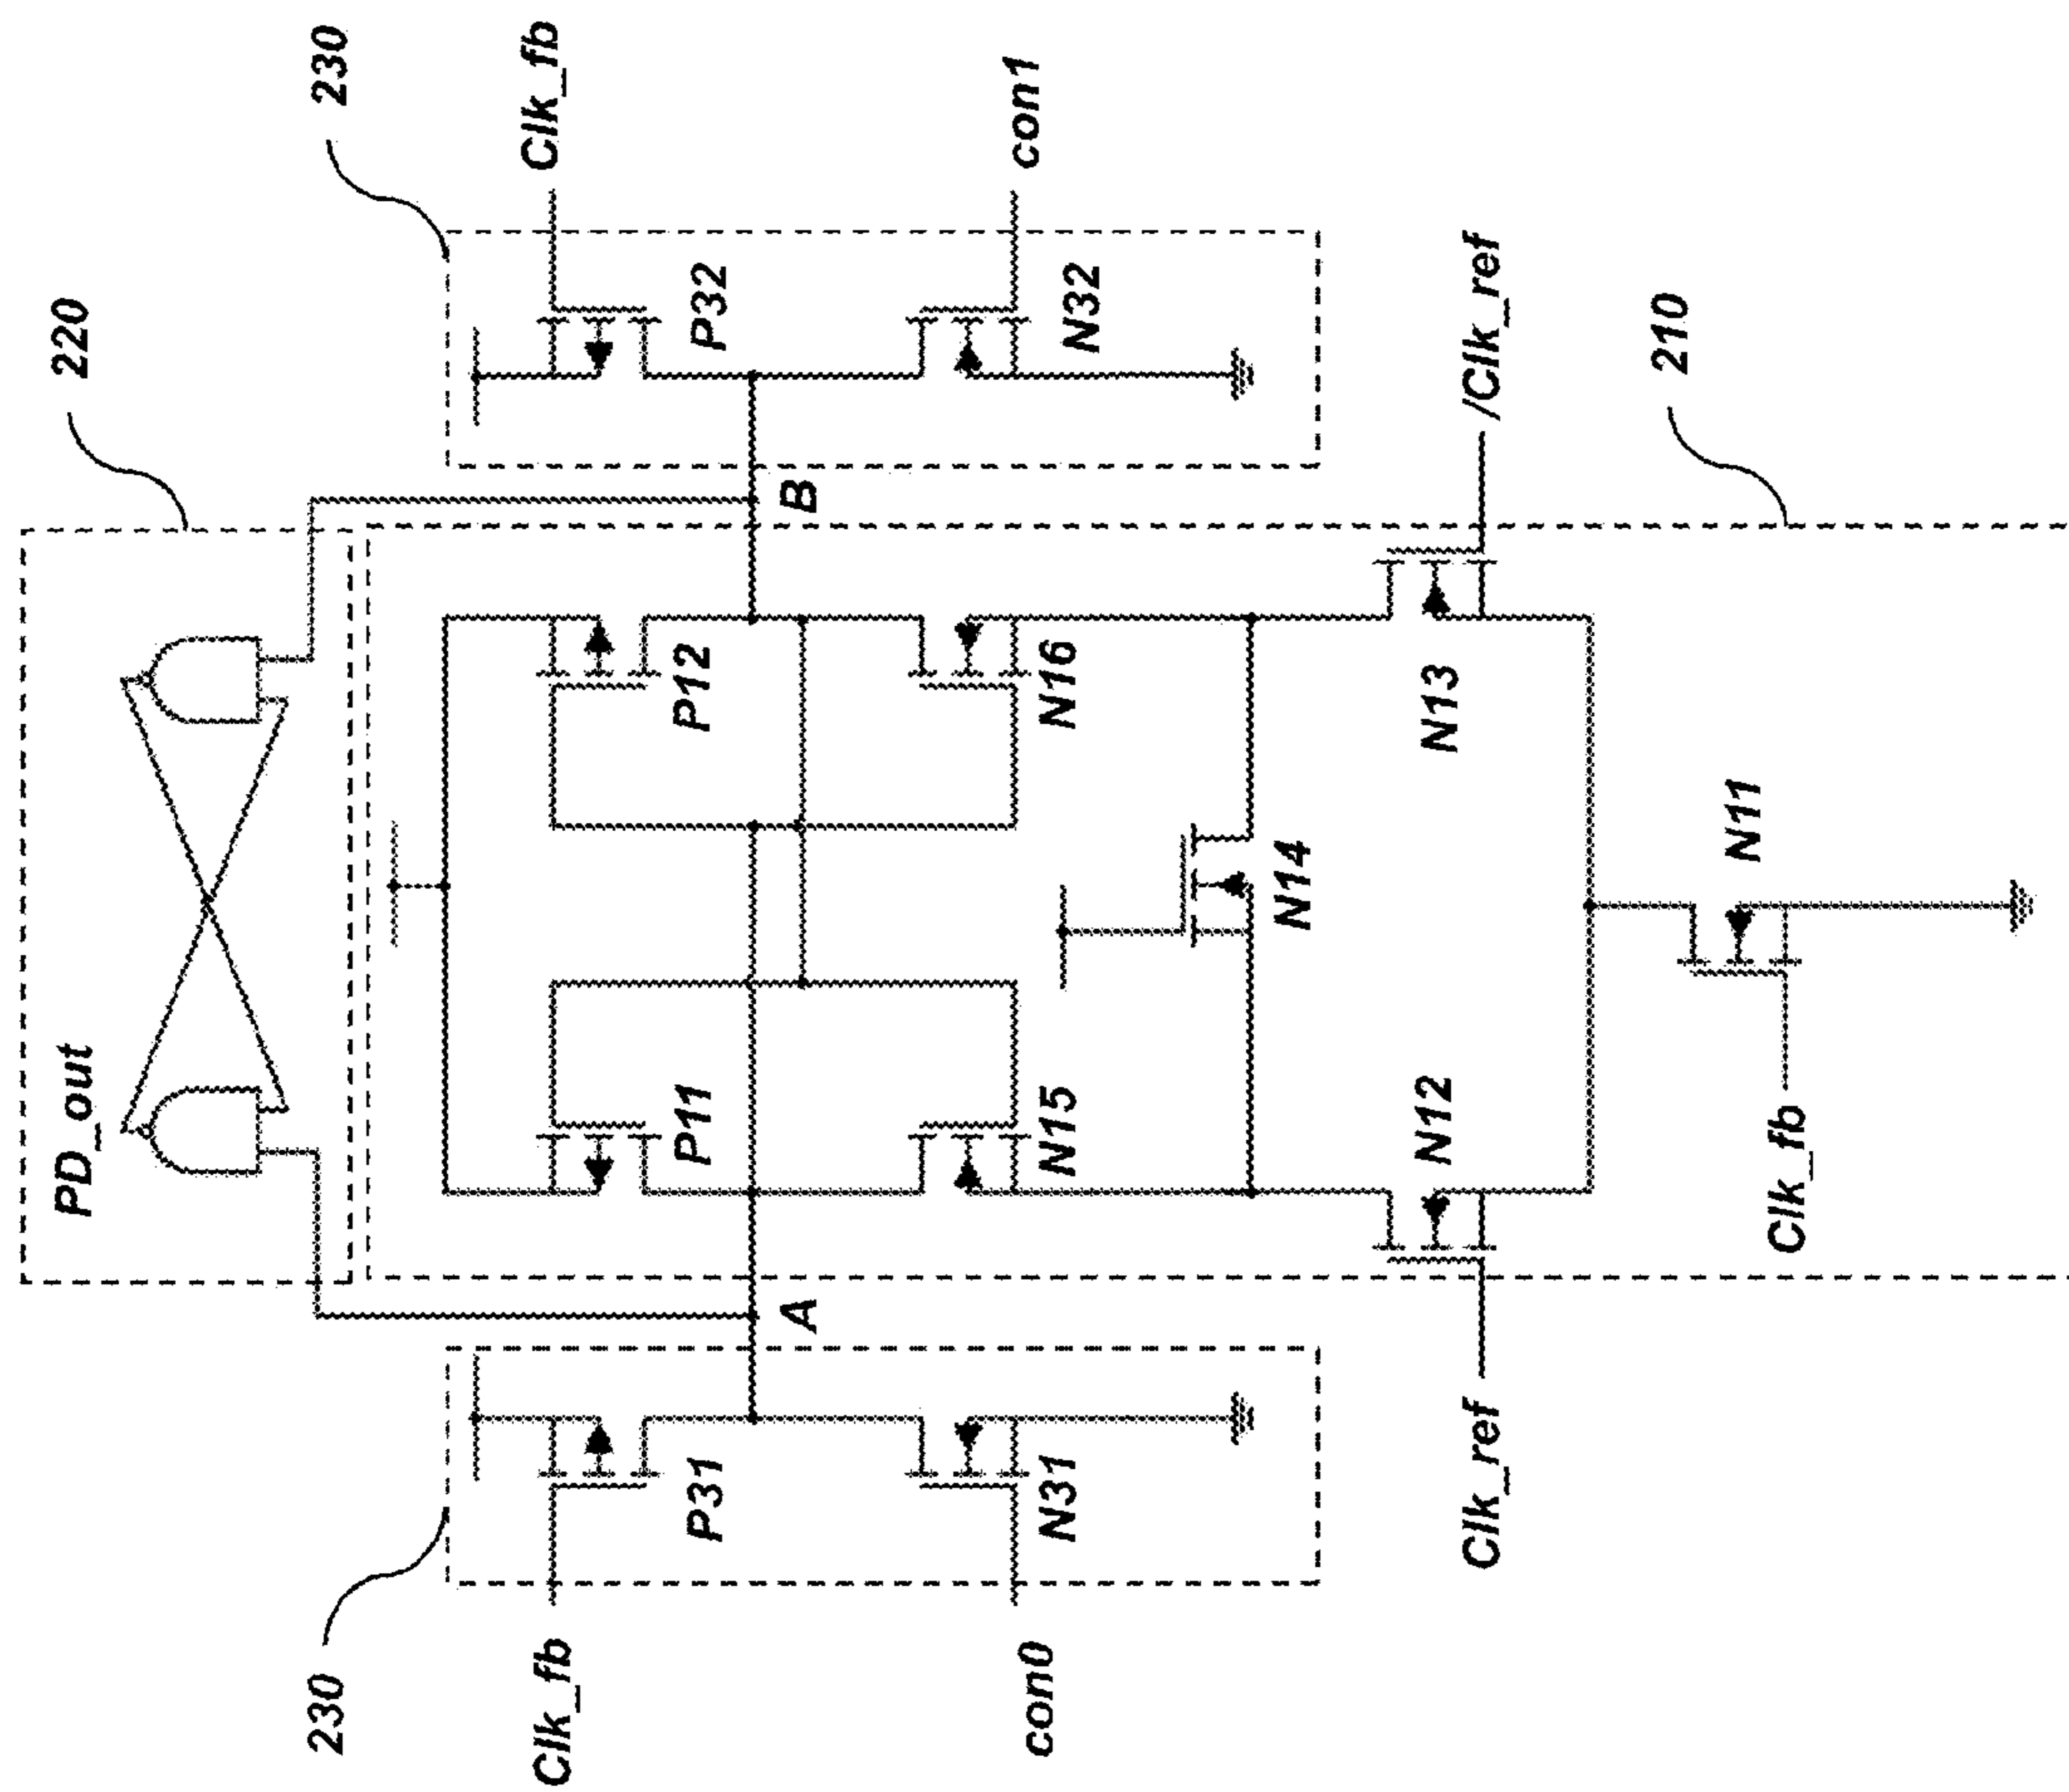 220
230
230
PD_out
Clk_fb
Clk_fb
P31
P11
P12
P32
A
B
con0
con1
N31
N15
N16
N32
N14
Clk_ref
N12
N13
/Clk_ref
210
Clk_fb
N11